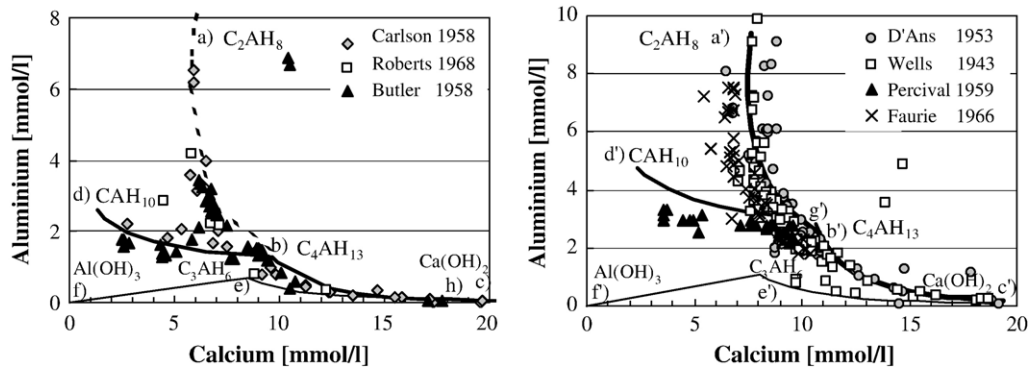 8
6
4
2
0
0
5
10
15
20
Aluminium [mmol/l]
Calcium [mmol/l]
a)
C₂AH₈
Carlson 1958
Roberts 1968
Butler 1958
d)
CAH₁₀
b)
C₄AH₁₃
Al(OH)₃
f)
C₃AH₆
e)
Ca(OH)₂
h)
c)
10
8
6
4
2
0
0
5
10
15
20
Aluminium [mmol/l]
Calcium [mmol/l]
C₂AH₈
a')
D'Ans 1953
Wells 1943
Percival 1959
Faurie 1966
d')
CAH₁₀
g')
b')
C₄AH₁₃
Al(OH)₃
f'
C₃AH₆
e')
Ca(OH)₂
c')